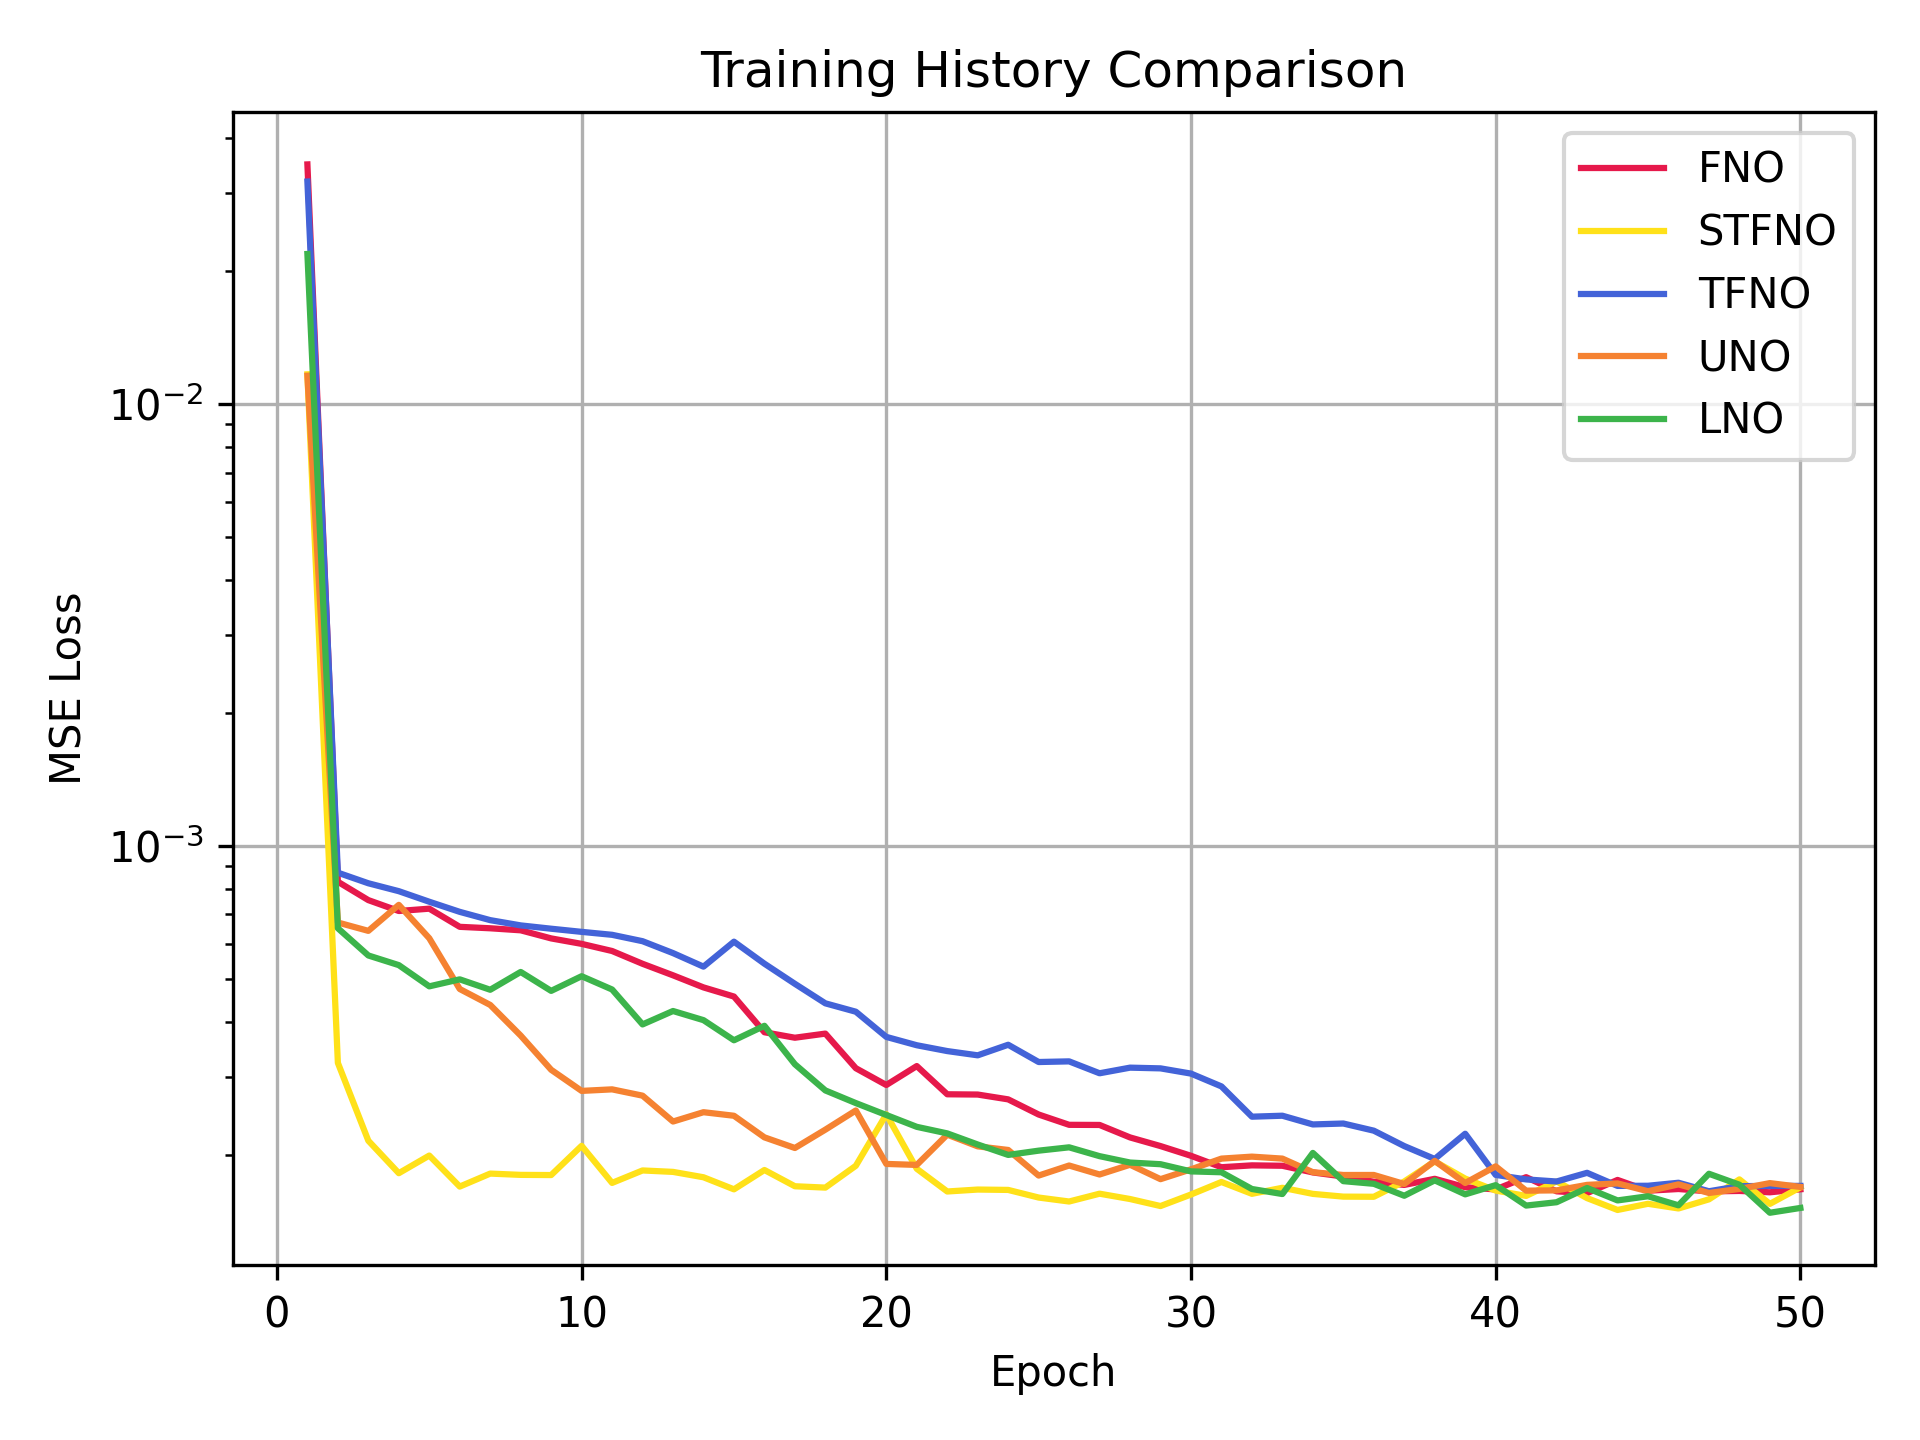 Training History Comparison
FNO
STFNO
TFNO
UNO
LNO
MSE Loss
10⁻²
10⁻³
0 10 20 30 40 50
Epoch